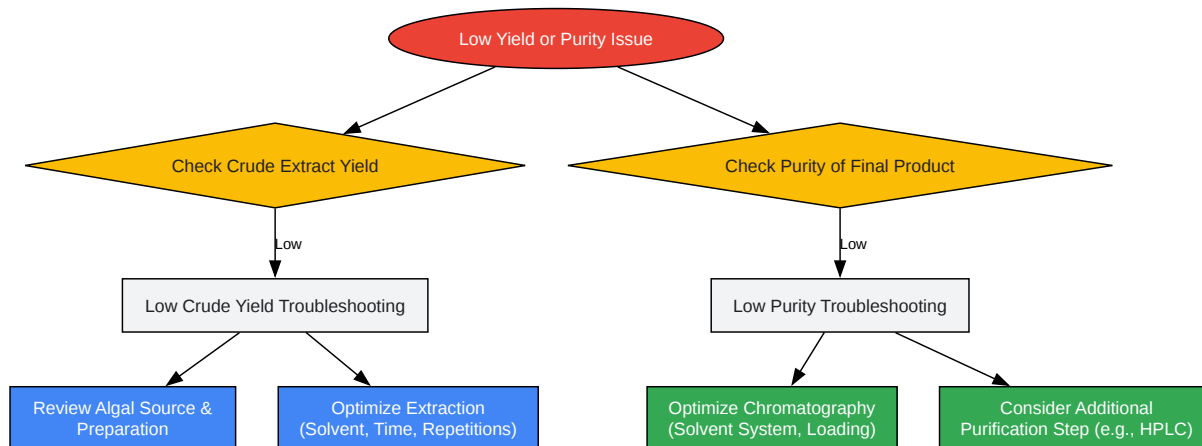 Low Yield or Purity Issue
Check Crude Extract Yield
Check Purity of Final Product
Low
Low
Low Crude Yield Troubleshooting
Low Purity Troubleshooting
Review Algal Source &
Preparation
Optimize Extraction
(Solvent, Time, Repetitions)
Optimize Chromatography
(Solvent System, Loading)
Consider Additional
Purification Step (e.g., HPLC)